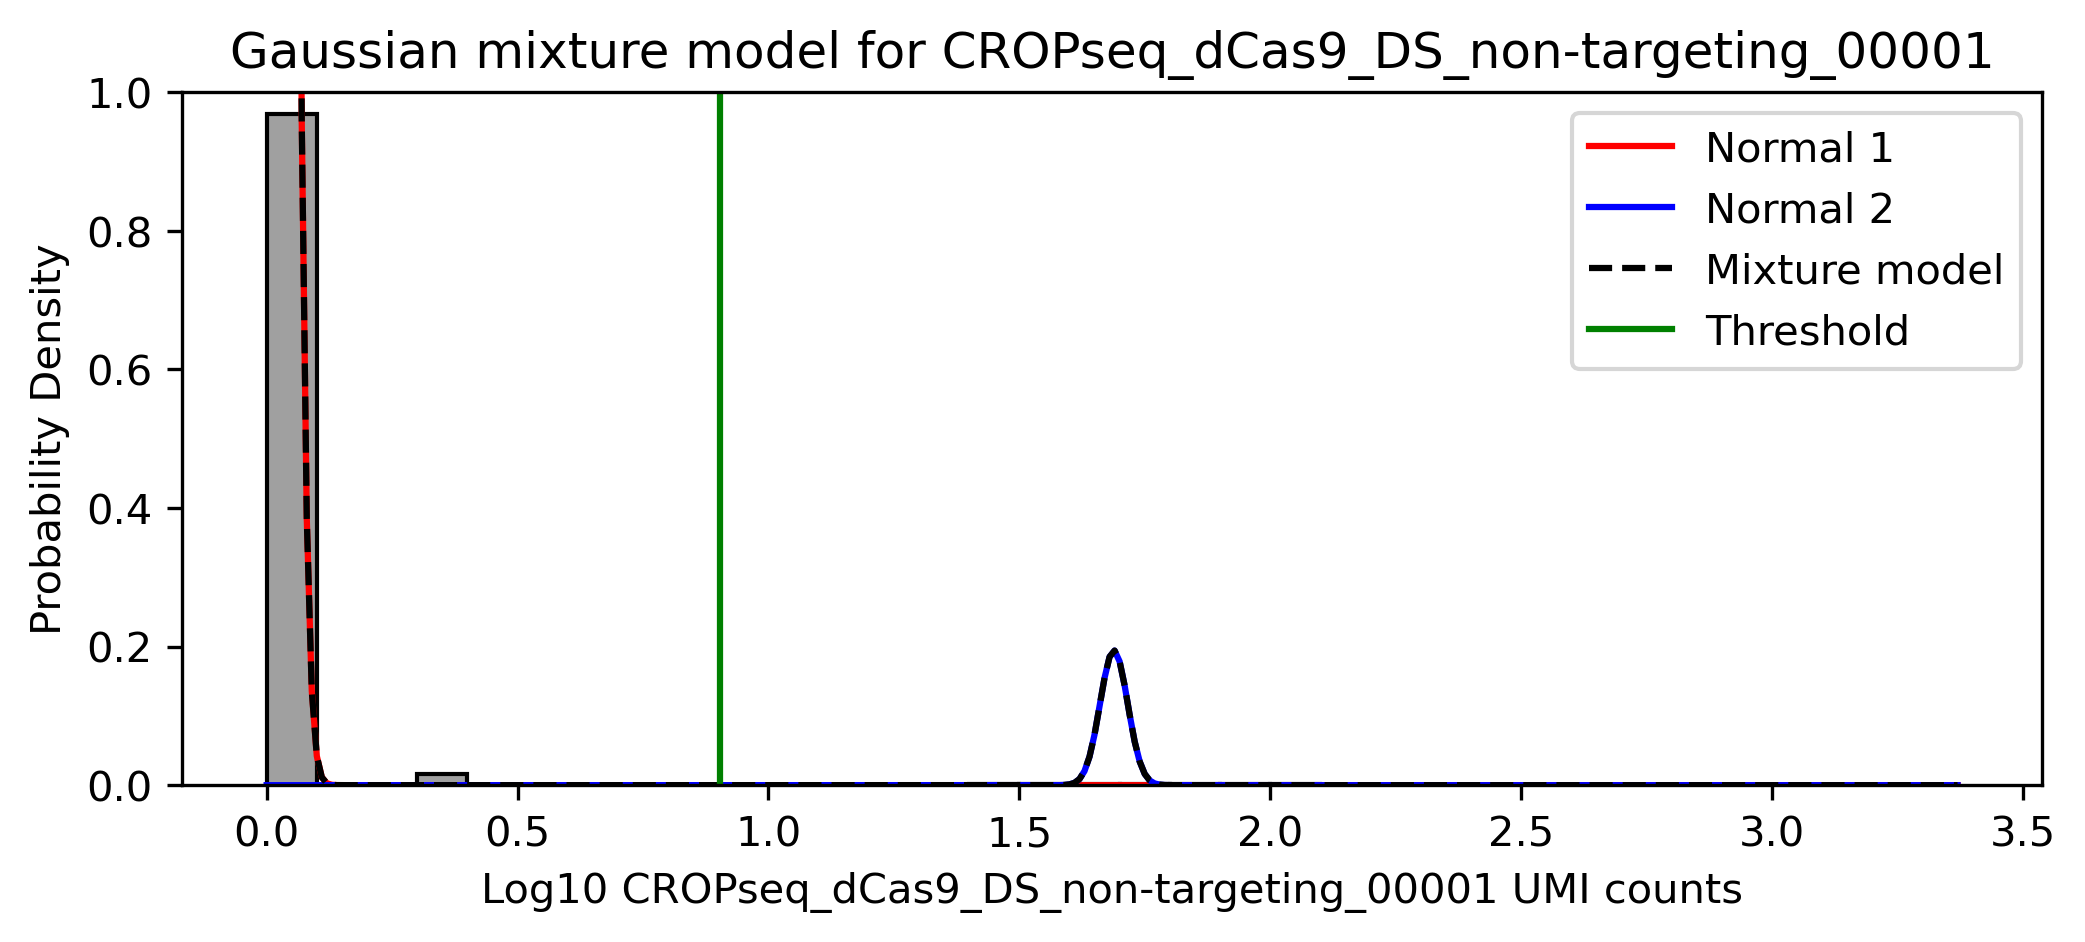 Gaussian mixture model for CROPseq_dCas9_DS_non-targeting_00001
1.0
0.8
0.6
0.4
0.2
0.0
Probability Density
Normal 1
Normal 2
Mixture model
Threshold
0.0 0.5 1.0 1.5 2.0 2.5 3.0 3.5
Log10 CROPseq_dCas9_DS_non-targeting_00001 UMI counts